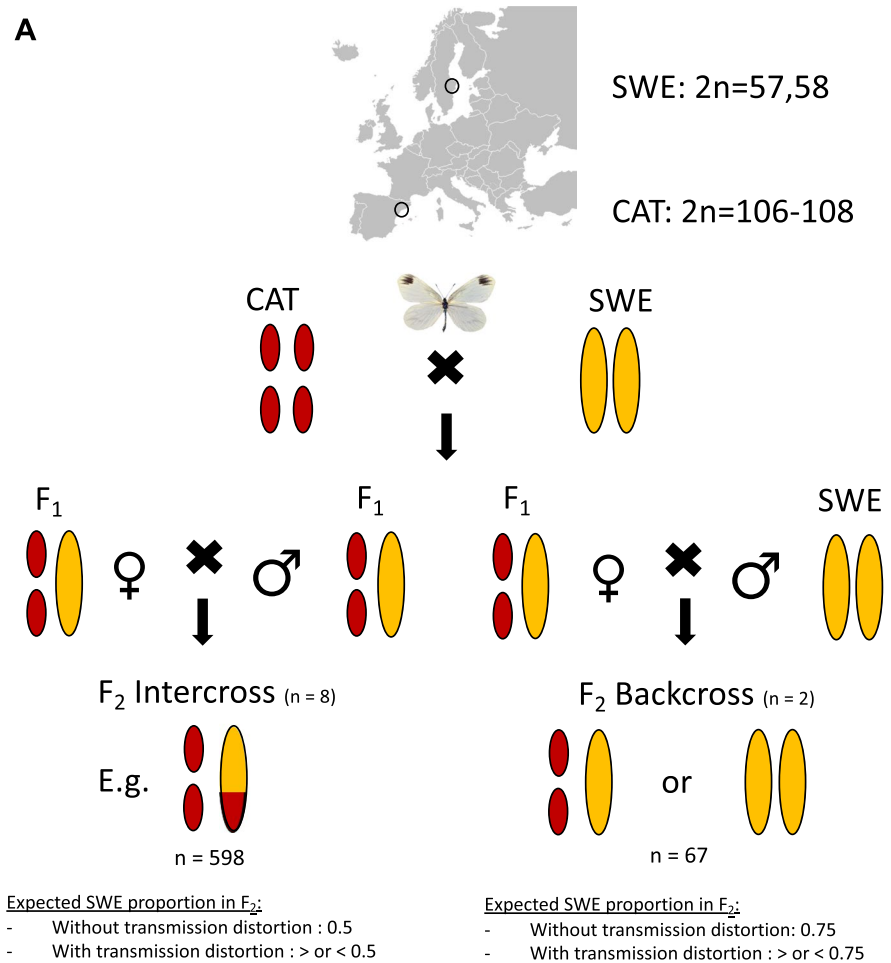 A
SWE: 2n=57,58
CAT: 2n=106-108
CAT
SWE
F1
F1
F1
SWE
♀
♂
♀
♂
F2 Intercross (n = 8)
F2 Backcross (n = 2)
E.g.
or
n = 598
n = 67
Expected SWE proportion in F2:
- Without transmission distortion : 0.5
- With transmission distortion : > or < 0.5
Expected SWE proportion in F2:
- Without transmission distortion: 0.75
- With transmission distortion : > or < 0.75